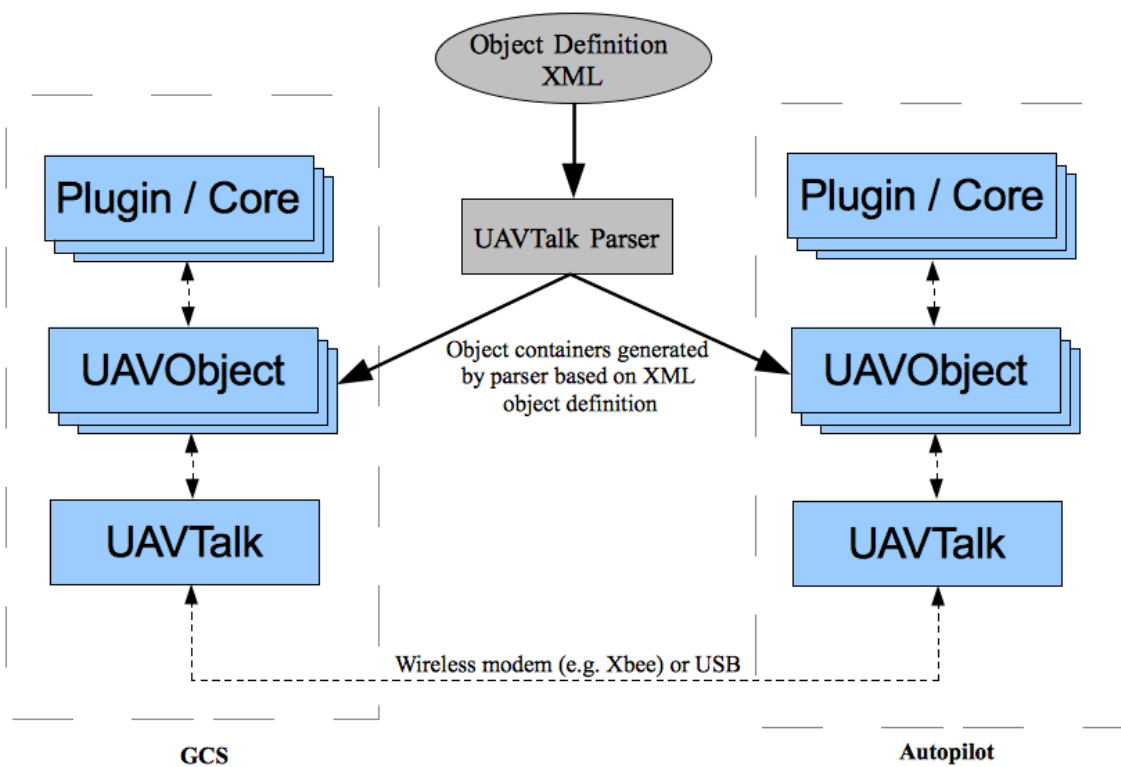 Object Definition
XML
Plugin / Core
Plugin / Core
UAVTalk Parser
Object containers generated
by parser based on XML
object definition
UAVObject
UAVObject
UAVTalk
UAVTalk
Wireless modem (e.g. Xbee) or USB
GCS
Autopilot